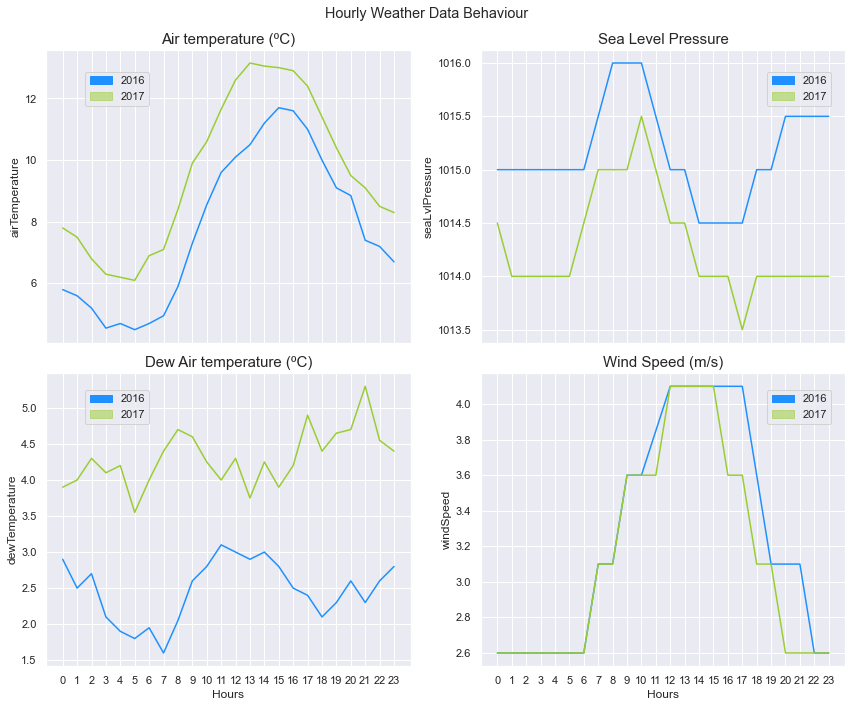 Hourly Weather Data Behaviour
Air temperature (ºC)
2016
2017
airTemperature
12
10
8
6
Sea Level Pressure
2016
2017
seaLvlPressure
1016.0
1015.5
1015.0
1014.5
1014.0
1013.5
Dew Air temperature (ºC)
2016
2017
dewTemperature
5.0
4.5
4.0
3.5
3.0
2.5
2.0
1.5
0 1 2 3 4 5 6 7 8 9 10 11 12 13 14 15 16 17 18 19 20 21 22 23
Hours
Wind Speed (m/s)
2016
2017
windSpeed
4.0
3.8
3.6
3.4
3.2
3.0
2.8
2.6
0 1 2 3 4 5 6 7 8 9 10 11 12 13 14 15 16 17 18 19 20 21 22 23
Hours